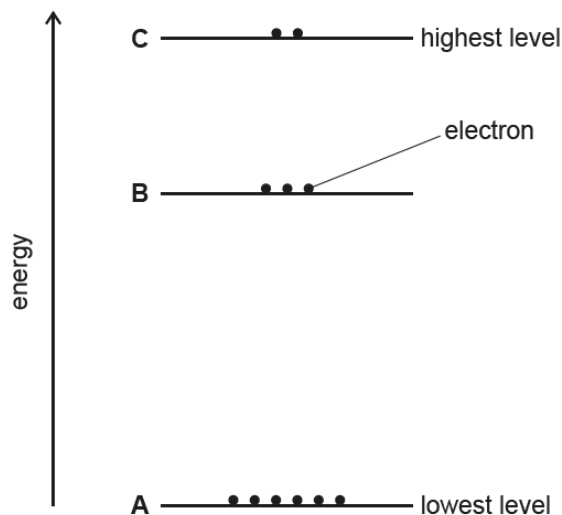 C highest level
electron
B
energy
A lowest level